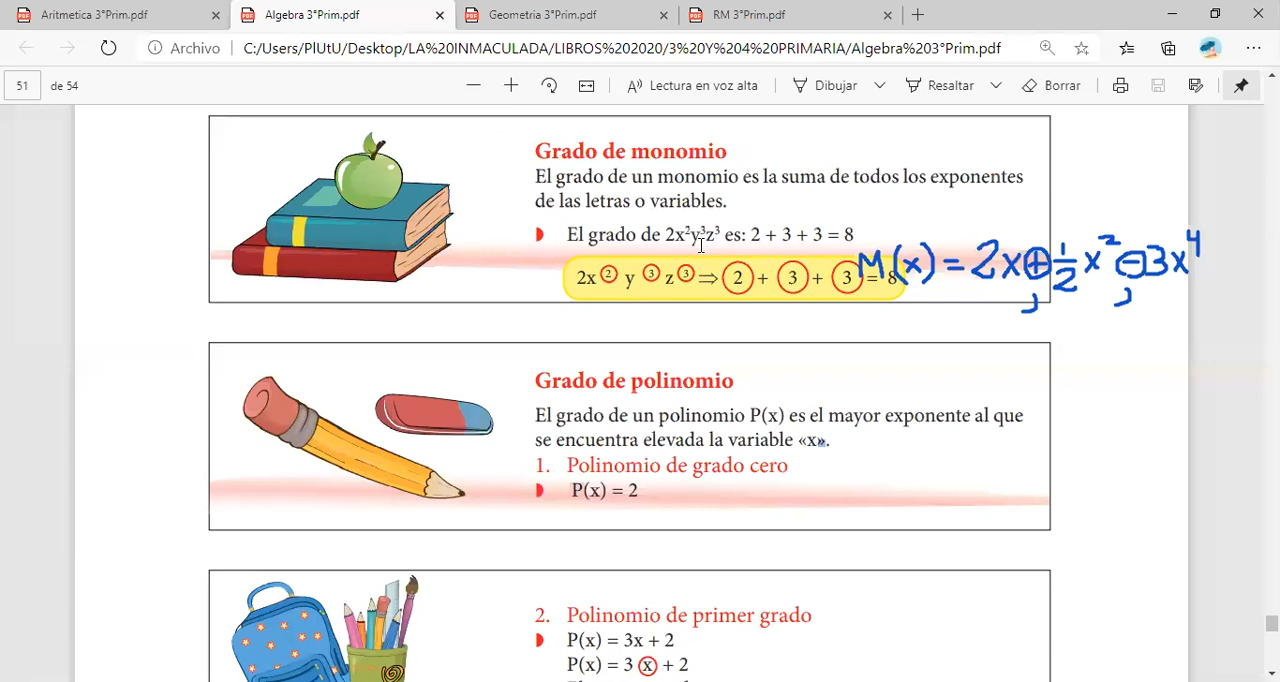 Aritmetica 3°Prim.pdf
Algebra 3°Prim.pdf
Geometria 3°Prim.pdf
RM 3°Prim.pdf
Archivo
C:/Users/PlUtU/Desktop/LA%20INMACULADA/LIBROS%202020/3%20Y%204%20PRIMARIA/Algebra%203°Prim.pdf
51 de 54
Lectura en voz alta
Dibujar
Resaltar
Borrar
Grado de monomio
El grado de un monomio es la suma de todos los exponentes
de las letras o variables.
El grado de 2x²y³z³ es: 2 + 3 + 3 = 8
2x ② y ③ z ③ ⇒ ② + ③ + ③ = 8
M(x) = 2x ⊕ ½x² ⊖ 3x⁴
Grado de polinomio
El grado de un polinomio P(x) es el mayor exponente al que
se encuentra elevada la variable «x».
1. Polinomio de grado cero
P(x) = 2
2. Polinomio de primer grado
P(x) = 3x + 2
P(x) = 3 x + 2